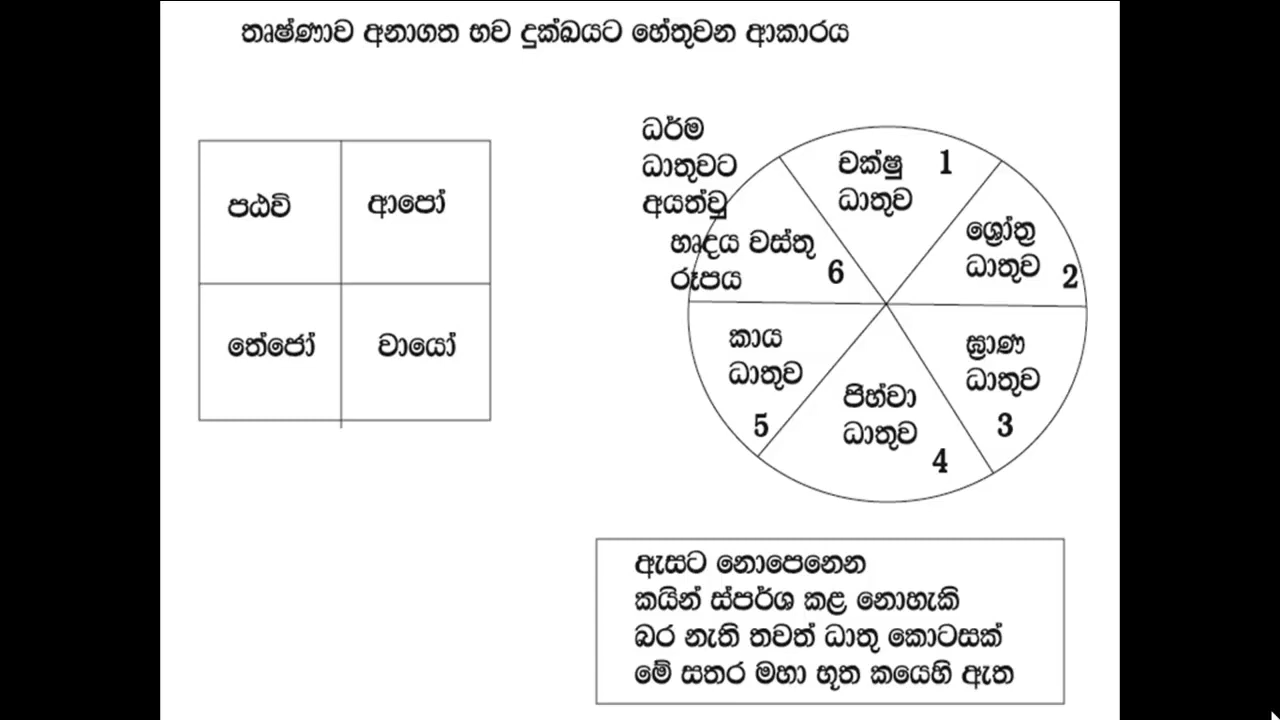 තෘෂ්ණාව අනාගත භව දුක්ඛයට හේතුවන ආකාරය
පඨවි
ආපෝ
තේජෝ
වායෝ
ධර්ම
ධාතුවට
අයත්වු
හෘදය වස්තු
රූපය
6
චක්ෂු 1
ධාතුව
ශ්‍රෝත්‍ර
ධාතුව 2
ඝ්‍රාණ
ධාතුව
3
ජිහ්වා
ධාතුව
4
කාය
ධාතුව
5
ඇසට නොපෙනෙන
කයින් ස්පර්ශ කළ නොහැකි
බර නැති තවත් ධාතු කොටසක්
මේ සතර මහා භූත කයෙහි ඇත